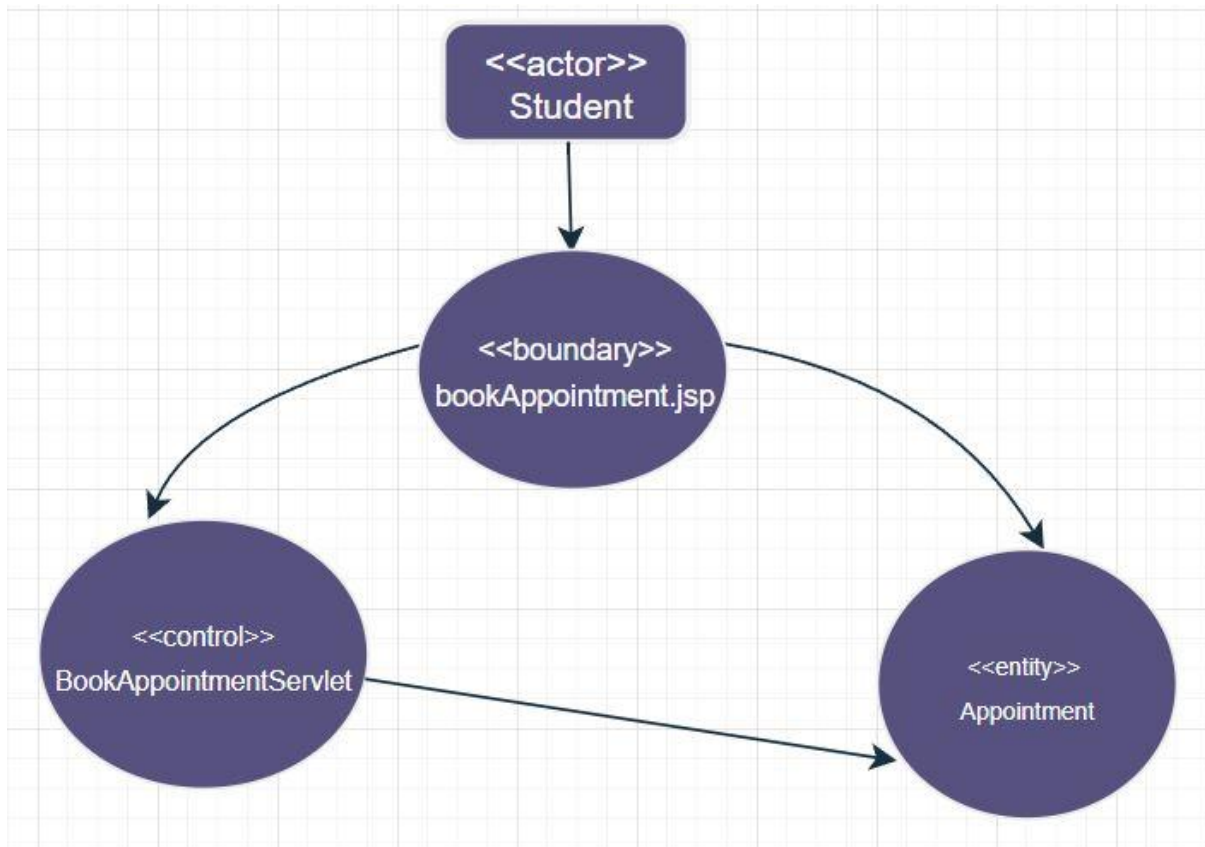 <<actor>>
Student
<<boundary>>
bookAppointment.jsp
<<control>>
BookAppointmentServlet
<<entity>>
Appointment